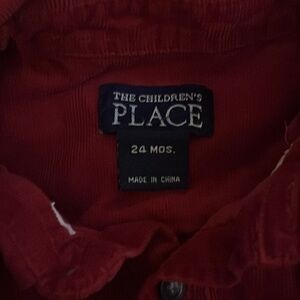 THE CHILDREN'S
PLACE
24 MOS.
MADE IN CHINA